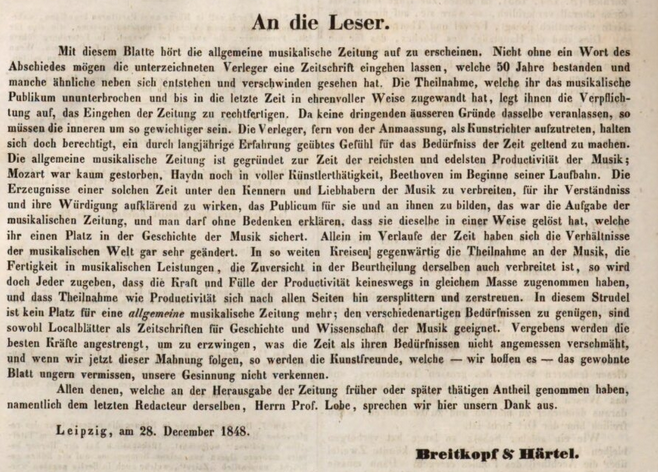 An die Leser.
Mit diesem Blatte hört die allgemeine musikalische Zeitung auf zu erscheinen. Nicht ohne ein Wort des
Abschiedes mögen die unterzeichneten Verleger eine Zeitschrift eingehen lassen, welche 50 Jahre bestanden und
manche ähnliche neben sich entstehen und verschwinden gesehen hat. Die Theilnahme, welche ihr das musikalische
Publikum ununterbrochen und bis in die letzte Zeit in ehrenvoller Weise zugewandt hat, legt ihnen die Verpflich-
tung auf, das Eingehen der Zeitung zu rechtfertigen. Da keine dringenden äusseren Gründe dasselbe veranlassen, so
müssen die inneren um so gewichtiger sein. Die Verleger, fern von der Anmaassung, als Kunstrichter aufzutreten, halten
sich doch berechtigt, ein durch langjährige Erfahrung geübtes Gefühl für das Bedürfniss der Zeit geltend zu machen.
Die allgemeine musikalische Zeitung ist gegründet zur Zeit der reichsten und edelsten Productivität der Musik;
Mozart war kaum gestorben, Haydn noch in voller Künstlerthätigkeit, Beethoven im Beginne seiner Laufbahn. Die
Erzeugnisse einer solchen Zeit unter den Kennern und Liebhabern der Musik zu verbreiten, für ihr Verständniss
und ihre Würdigung aufklärend zu wirken, das Publicum für sie und an ihnen zu bilden, das war die Aufgabe der
musikalischen Zeitung, und man darf ohne Bedenken erklären, dass sie dieselbe in einer Weise gelöst hat, welche
ihr einen Platz in der Geschichte der Musik sichert. Allein im Verlaufe der Zeit haben sich die Verhältnisse
der musikalischen Welt gar sehr geändert. In so weiten Kreisen gegenwärtig die Theilnahme an der Musik, die
Fertigkeit in musikalischen Leistungen, die Zuversicht in der Beurtheilung derselben auch verbreitet ist, so wird
doch Jeder zugeben, dass die Kraft und Fülle der Productivität keineswegs in gleichem Masse zugenommen haben,
und dass Theilnahme wie Productivität sich nach allen Seiten hin zersplittern und zerstreuen. In diesem Strudel
ist kein Platz für eine allgemeine musikalische Zeitung mehr; den verschiedenartigen Bedürfnissen zu genügen, sind
sowohl Localblätter als Zeitschriften für Geschichte und Wissenschaft der Musik geeignet. Vergebens werden die
besten Kräfte angestrengt, um zu erzwingen, was die Zeit als ihren Bedürfnissen nicht angemessen verschmäht,
und wenn wir jetzt dieser Mahnung folgen, so werden die Kunstfreunde, welche — wir hoffen es — das gewohnte
Blatt ungern vermissen, unsre Gesinnung nicht verkennen.
Allen denen, welche an der Herausgabe der Zeitung früher oder später thätigen Antheil genommen haben,
namentlich dem letzten Redacteur derselben, Herrn Prof. Lobe, sprechen wir hier unsern Dank aus.
Leipzig, am 28. December 1848.
Breitkopf & Härtel.